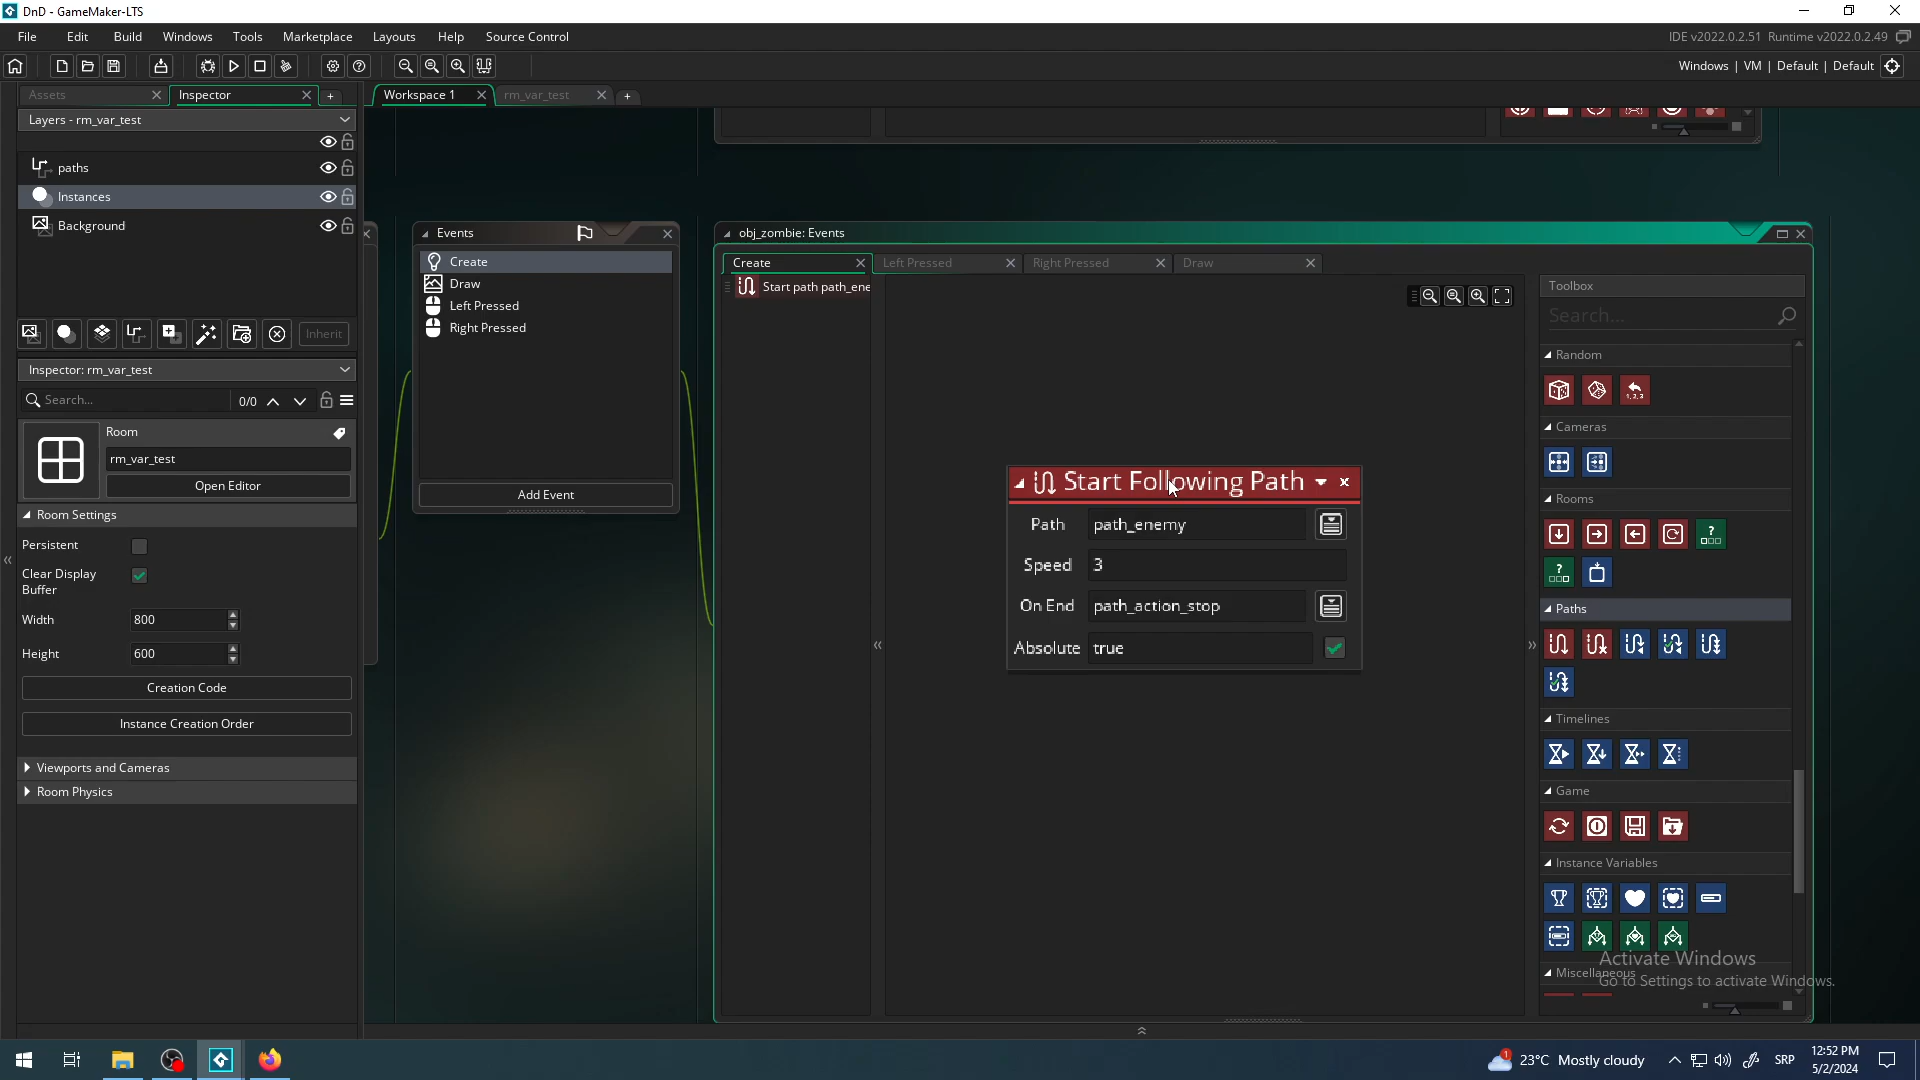 DnD - GameMaker-LTS
File Edit Build Windows Tools Marketplace Layouts Help Source Control
IDE v2022.0.2.51 Runtime v2022.0.2.49
Windows | VM | Default | Default
Assets
Inspector
Workspace 1
rm_var_test
Layers - rm_var_test
paths
Instances
Background
Inherit
Inspector: rm_var_test
Search...
0/0
Room
rm_var_test
Open Editor
Room Settings
Persistent
Clear Display
Buffer
Width
800
Height
600
Creation Code
Instance Creation Order
Viewports and Cameras
Room Physics
Events
Create
Draw
Left Pressed
Right Pressed
Add Event
obj_zombie: Events
Create
Left Pressed
Right Pressed
Draw
Start path path_ene
Start Following Path
Path
path_enemy
Speed
3
On End
path_action_stop
Absolute
true
Toolbox
Search...
Random
1,2,3
Cameras
Rooms
Paths
Timelines
Game
Instance Variables
Miscellaneous
Activate Windows
Go to Settings to activate Windows.
1
23°C Mostly cloudy
SRP
12:52 PM
5/2/2024